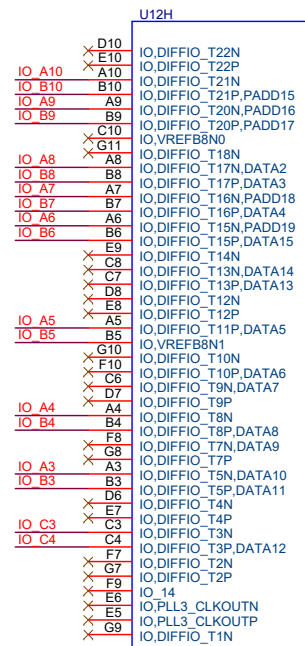 U12H
D10 IO,DIFFIO_T22N
E10 IO,DIFFIO_T22P
IO_A10 A10 IO,DIFFIO_T21N
IO_B10 B10 IO,DIFFIO_T21P,PADD15
IO_A9 A9 IO,DIFFIO_T20N,PADD16
IO_B9 B9 IO,DIFFIO_T20P,PADD17
C10 IO,VREFB8N0
G11 IO,DIFFIO_T18N
IO_A8 A8 IO,DIFFIO_T17N,DATA2
IO_B8 B8 IO,DIFFIO_T17P,DATA3
IO_A7 A7 IO,DIFFIO_T16N,PADD18
IO_B7 B7 IO,DIFFIO_T16P,DATA4
IO_A6 A6 IO,DIFFIO_T15N,PADD19
IO_B6 B6 IO,DIFFIO_T15P,DATA15
E9 IO,DIFFIO_T14N
C8 IO,DIFFIO_T13N,DATA14
C7 IO,DIFFIO_T13P,DATA13
D8 IO,DIFFIO_T12N
E8 IO,DIFFIO_T12P
IO_A5 A5 IO,DIFFIO_T11P,DATA5
IO_B5 B5 IO,VREFB8N1
G10 IO,DIFFIO_T10N
F10 IO,DIFFIO_T10P,DATA6
C6 IO,DIFFIO_T9N,DATA7
D7 IO,DIFFIO_T9P
IO_A4 A4 IO,DIFFIO_T8N
IO_B4 B4 IO,DIFFIO_T8P,DATA8
F8 IO,DIFFIO_T7N,DATA9
G8 IO,DIFFIO_T7P
IO_A3 A3 IO,DIFFIO_T5N,DATA10
IO_B3 B3 IO,DIFFIO_T5P,DATA11
D6 IO,DIFFIO_T4N
E7 IO,DIFFIO_T4P
IO_C3 C3 IO,DIFFIO_T3N
IO_C4 C4 IO,DIFFIO_T3P,DATA12
F7 IO,DIFFIO_T2N
G7 IO,DIFFIO_T2P
F9 IO_14
E6 IO,PLL3_CLKOUTN
E5 IO,PLL3_CLKOUTP
G9 IO,DIFFIO_T1N